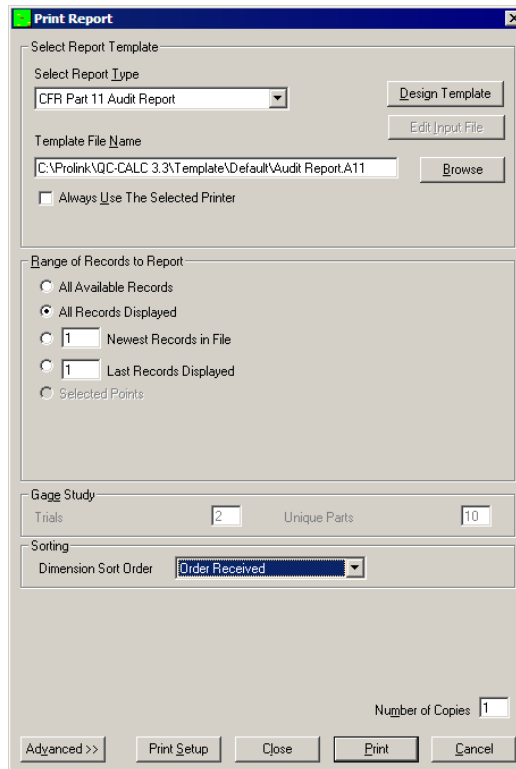 Print Report
Select Report Template
Select Report Type
CFR Part 11 Audit Report
Design Template
Edit Input File
Template File Name
C:\Prolink\QC-CALC 3.3\Template\Default\Audit Report.A11
Browse
Always Use The Selected Printer
Range of Records to Report
All Available Records
All Records Displayed
1 Newest Records in File
1 Last Records Displayed
Selected Points
Gage Study
Trials 2 Unique Parts 10
Sorting
Dimension Sort Order Order Received
Number of Copies 1
Advanced >> Print Setup Close Print Cancel